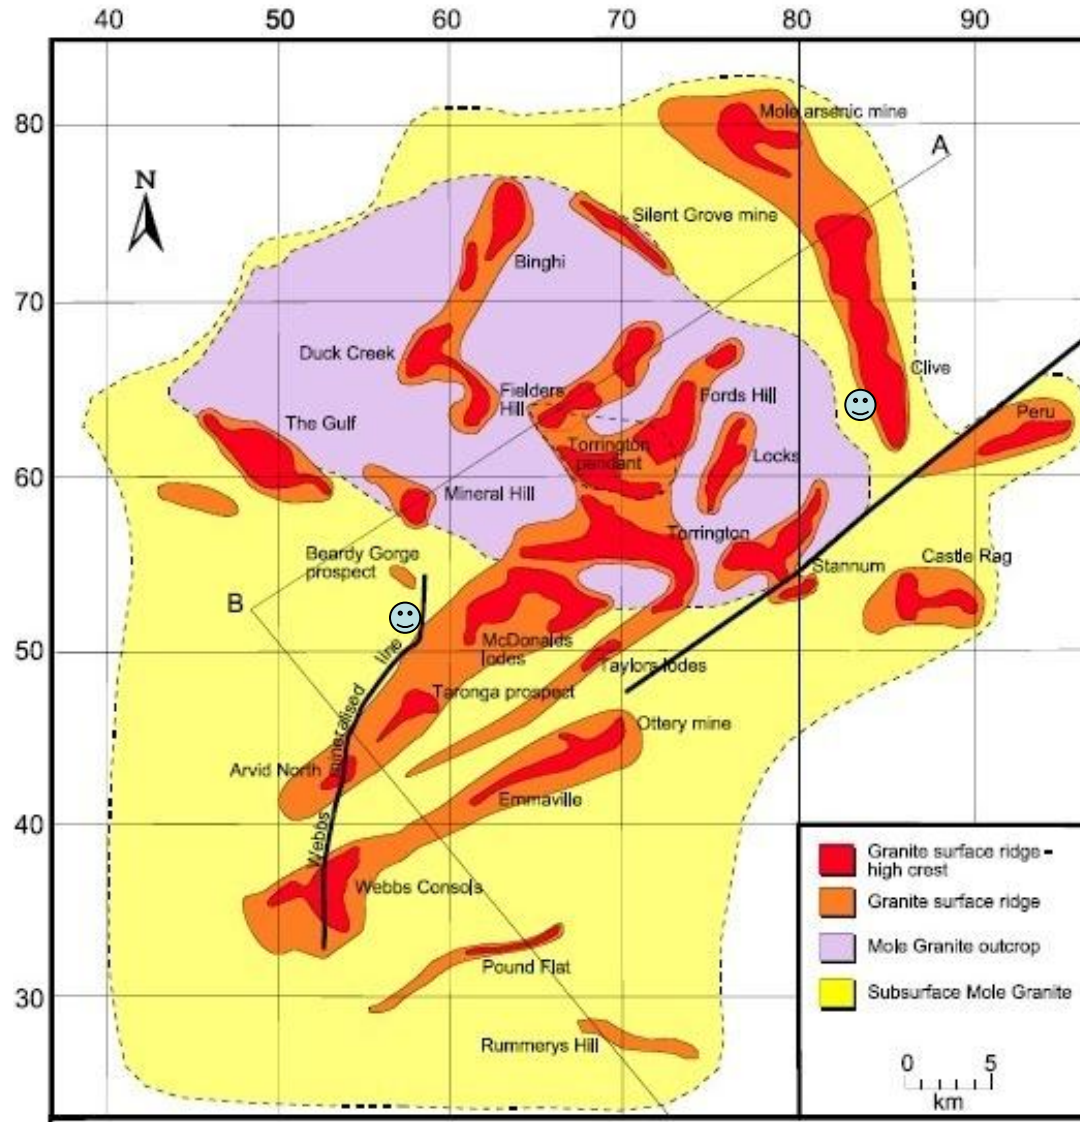 40 50 60 70 80 90
80
70
60
50
40
30
N
A
B
Mole arsenic mine
Silent Grove mine
Binghi
Duck Creek
Fielders
Hill
Fords Hill
Clive
Peru
The Gulf
Torrington
pendant
Locks
Mineral Hill
Torrington
Beardy Gorge
prospect
Stannum
Castle Rag
McDonalds
lodes
Taylors lodes
Taronga prospect
Ottery mine
Arvid North
Emmaville
Webbs mineralised line
Webbs Consols
Pound Flat
Rummerys Hill
Granite surface ridge -
high crest
Granite surface ridge
Mole Granite outcrop
Subsurface Mole Granite
0 5
km